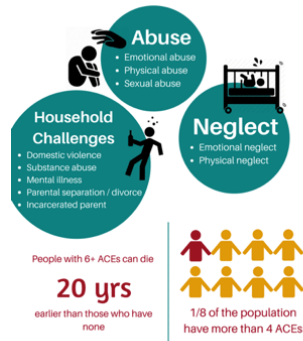 Abuse
• Emotional abuse
• Physical abuse
• Sexual abuse
Household
Challenges
• Domestic violence
• Substance abuse
• Mental illness
• Parental separation / divorce
• Incarcerated parent
Neglect
• Emotional neglect
• Physical neglect
People with 6+ ACEs can die
20 yrs
earlier than those who have
none
1/8 of the population
have more than 4 ACEs